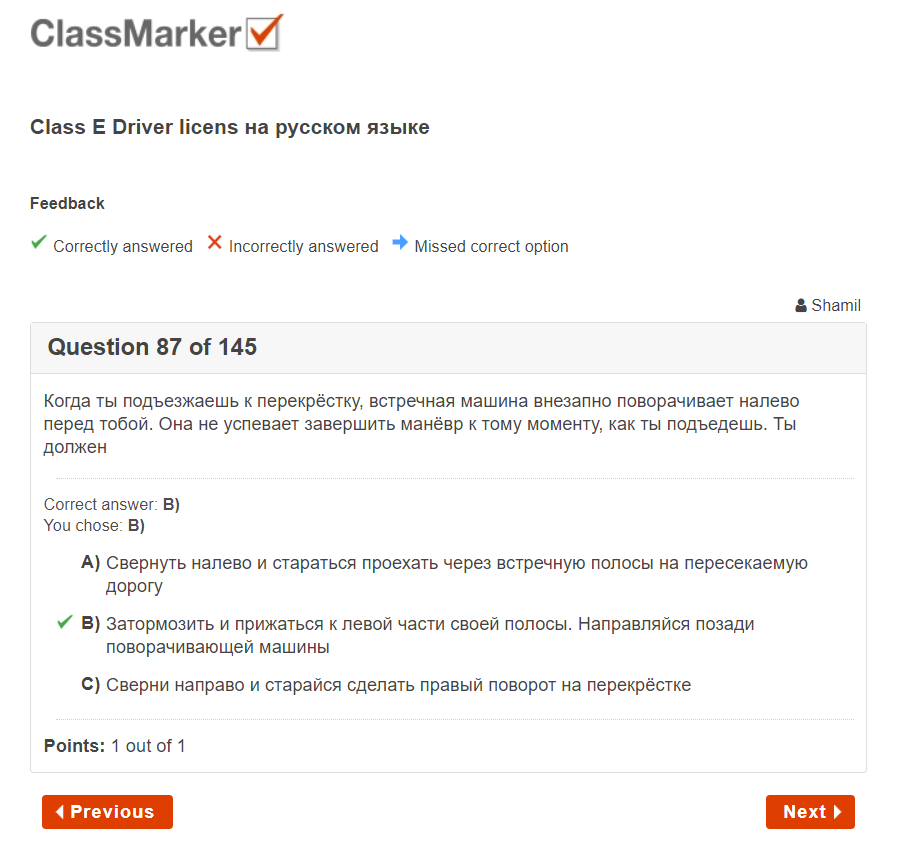 ClassMarker
Class E Driver licens на русском языке
Feedback
Correctly answered Incorrectly answered Missed correct option
Shamil
Question 87 of 145
Когда ты подъезжаешь к перекрёстку, встречная машина внезапно поворачивает налево
перед тобой. Она не успевает завершить манёвр к тому моменту, как ты подъедешь. Ты
должен
Correct answer: B)
You chose: B)
A) Свернуть налево и стараться проехать через встречную полосы на пересекаемую
дорогу
B) Затормозить и прижаться к левой части своей полосы. Направляйся позади
поворачивающей машины
C) Сверни направо и старайся сделать правый поворот на перекрёстке
Points: 1 out of 1
Previous Next